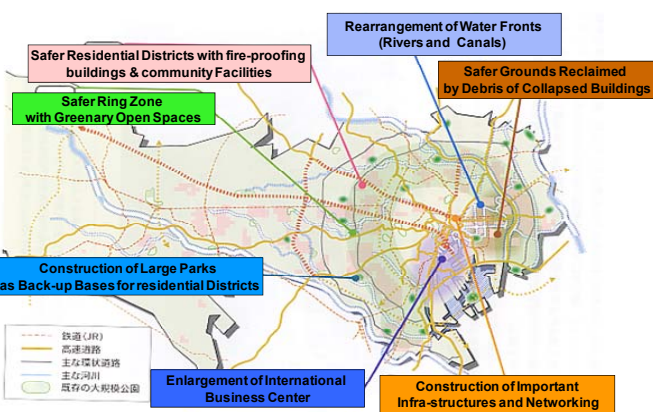 Rearrangement of Water Fronts
(Rivers and Canals)
Safer Residential Districts with fire-proofing
buildings & community Facilities
Safer Grounds Reclaimed
by Debris of Collapsed Buildings
Safer Ring Zone
with Greenary Open Spaces
Construction of Large Parks
as Back-up Bases for residential Districts
鉄道(JR)
高速道路
主な環状道路
主な河川
既存の大規模公園
Enlargement of International
Business Center
Construction of Important
Infra-structures and Networking